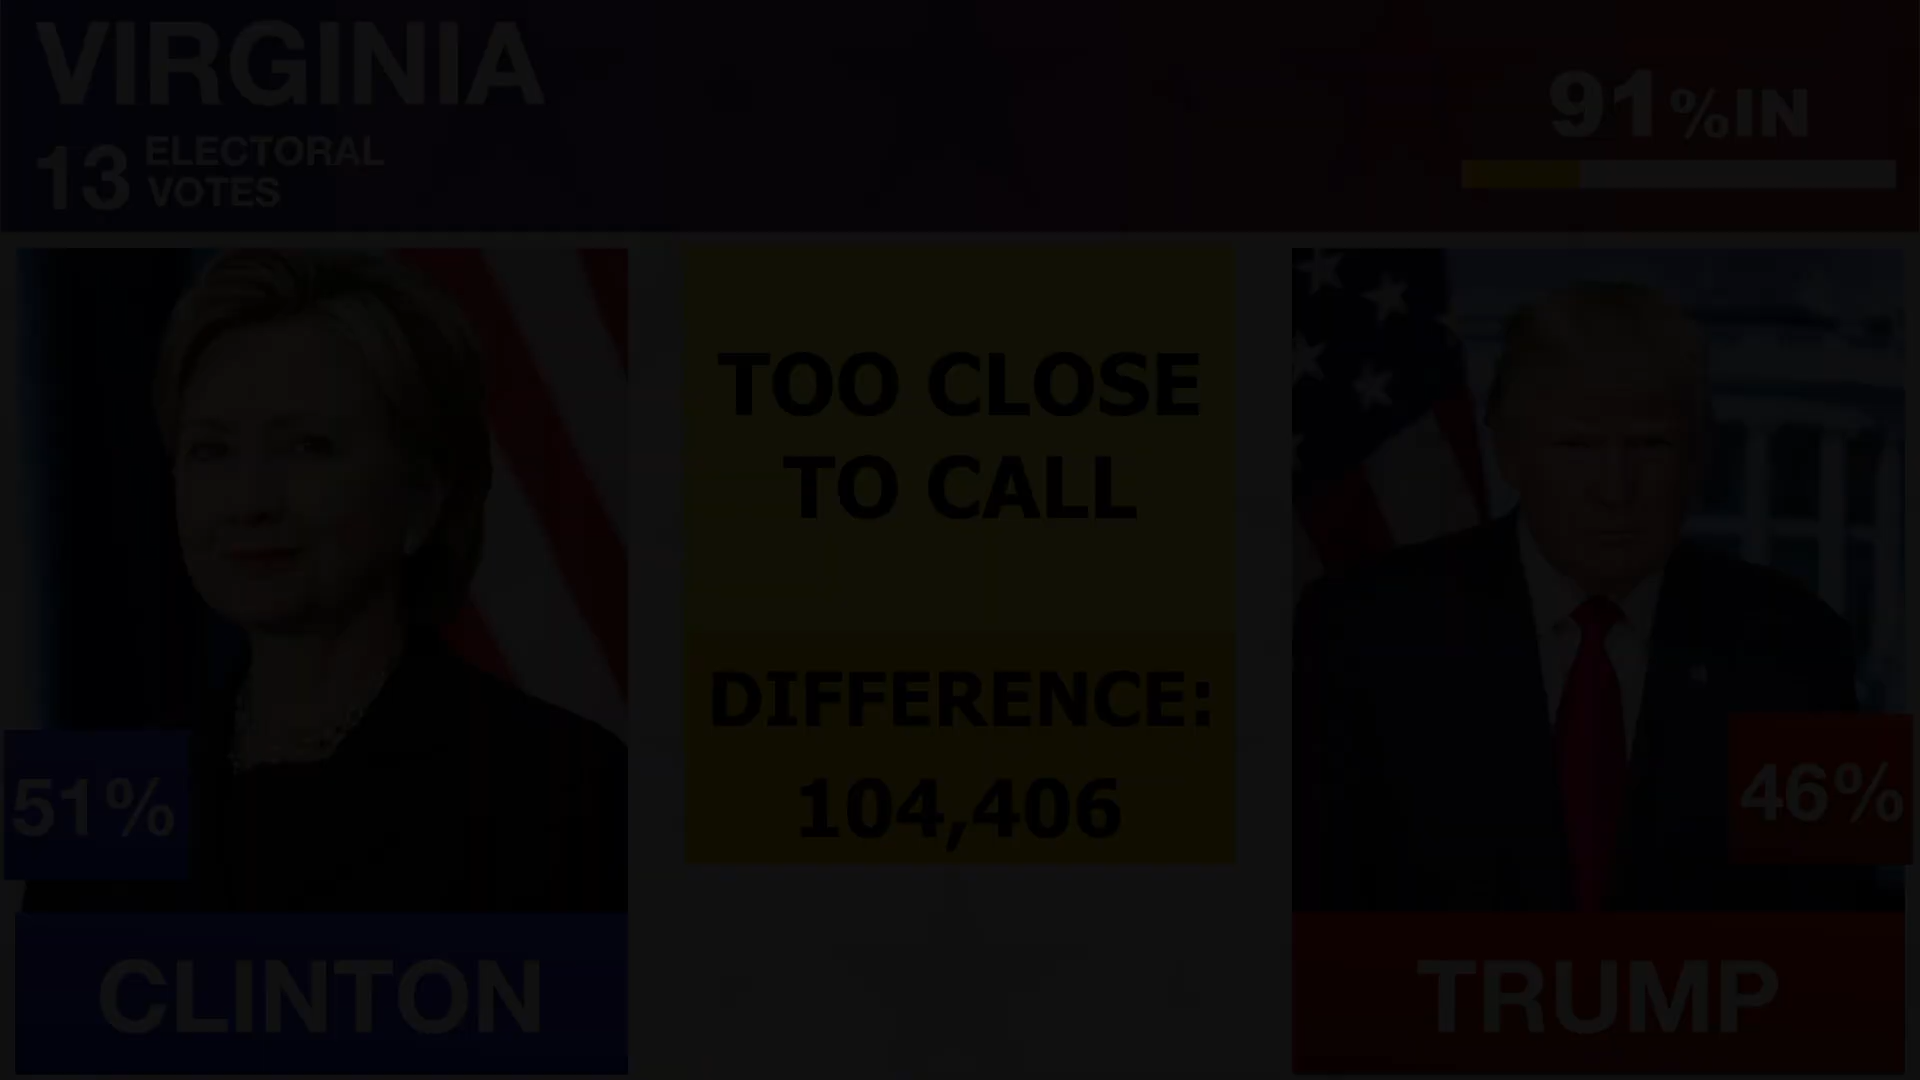 VIRGINIA
13 ELECTORAL
VOTES
91%IN
TOO CLOSE
TO CALL
DIFFERENCE:
104,406
51%
46%
CLINTON
TRUMP